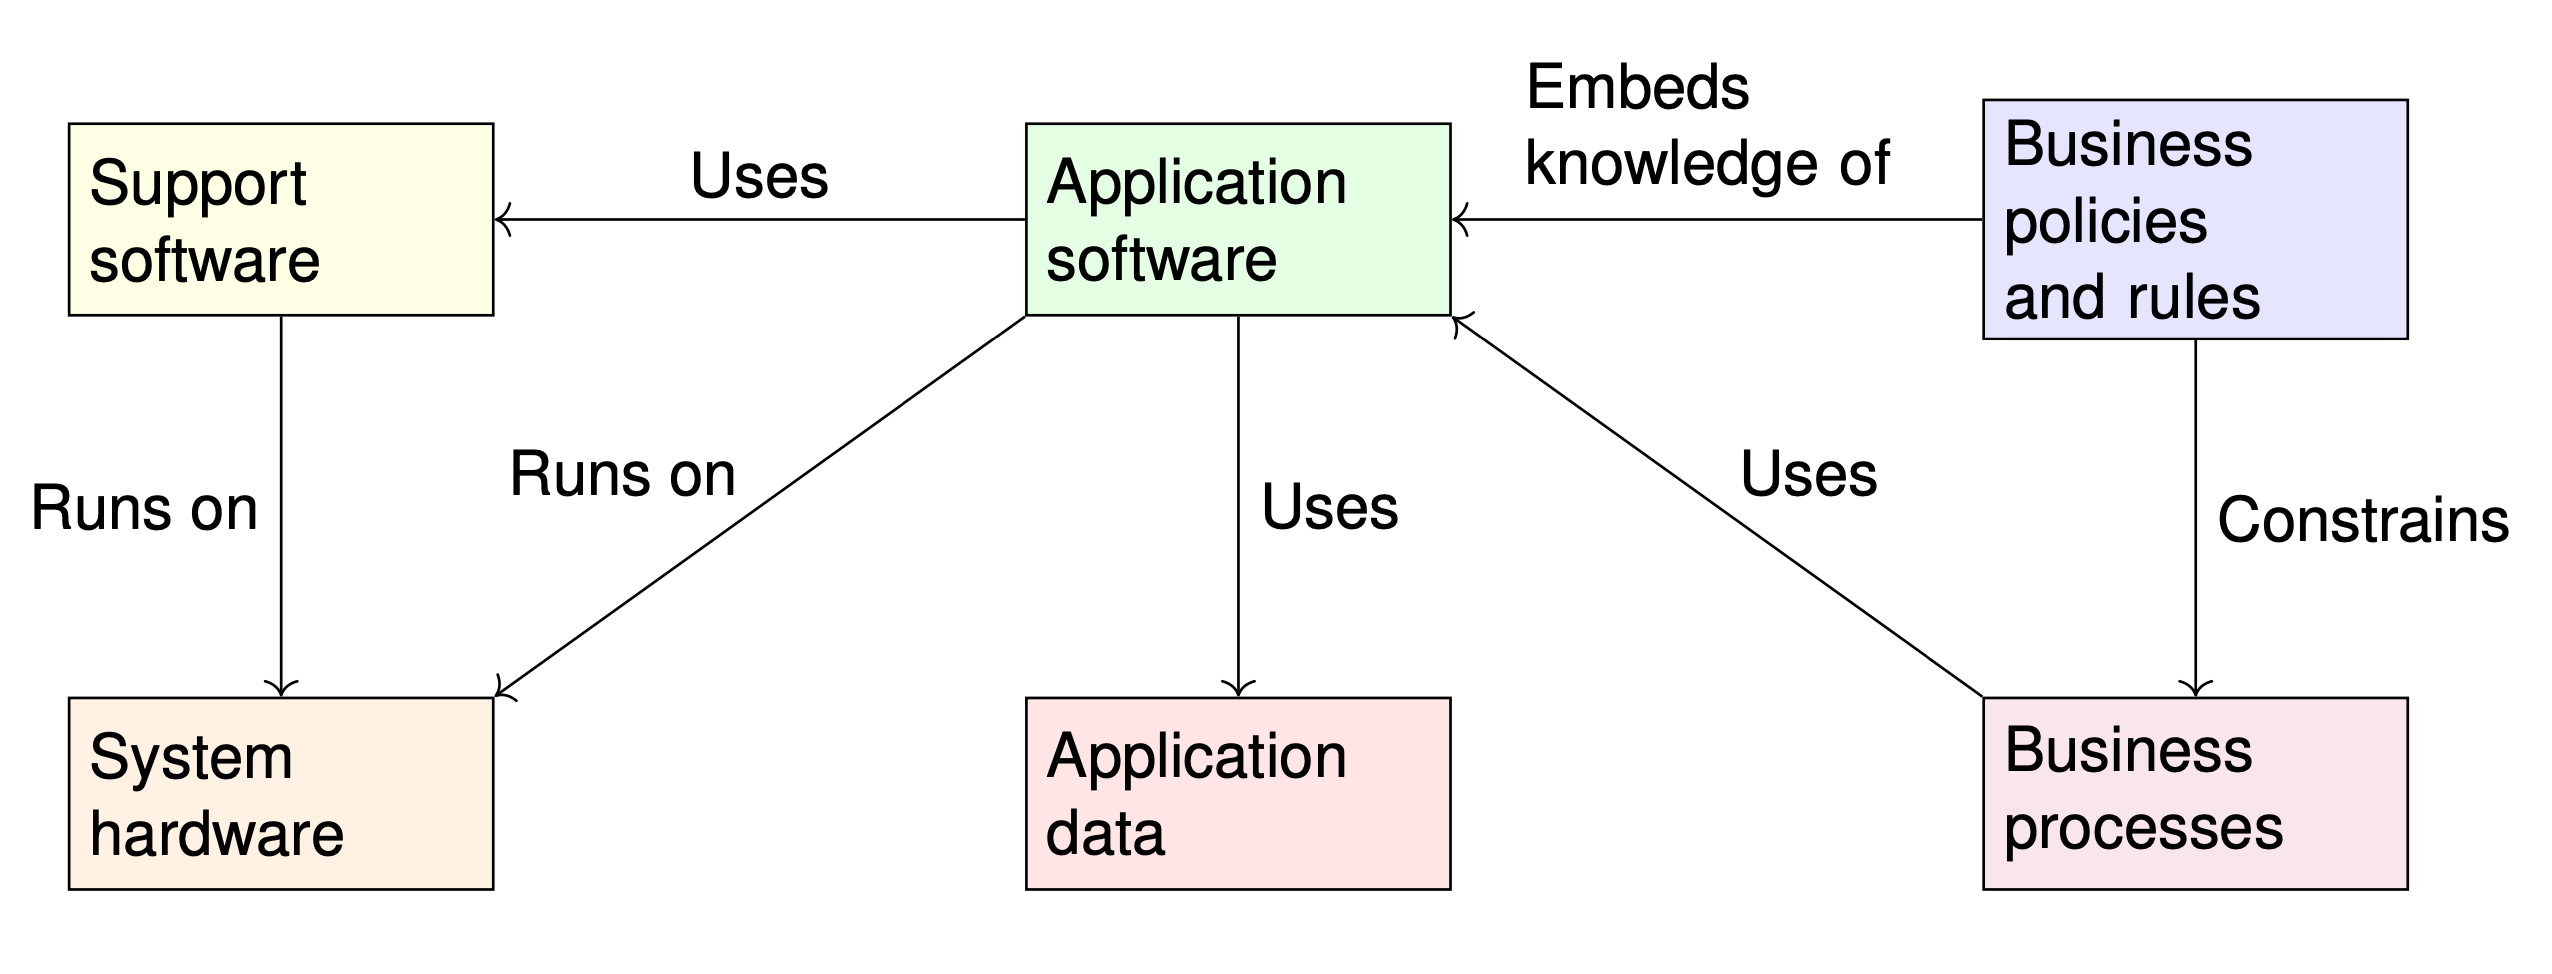 Support
software
Uses
Application
software
Embeds
knowledge of
Business
policies
and rules
Runs on
Runs on
Uses
Uses
Constrains
System
hardware
Application
data
Business
processes